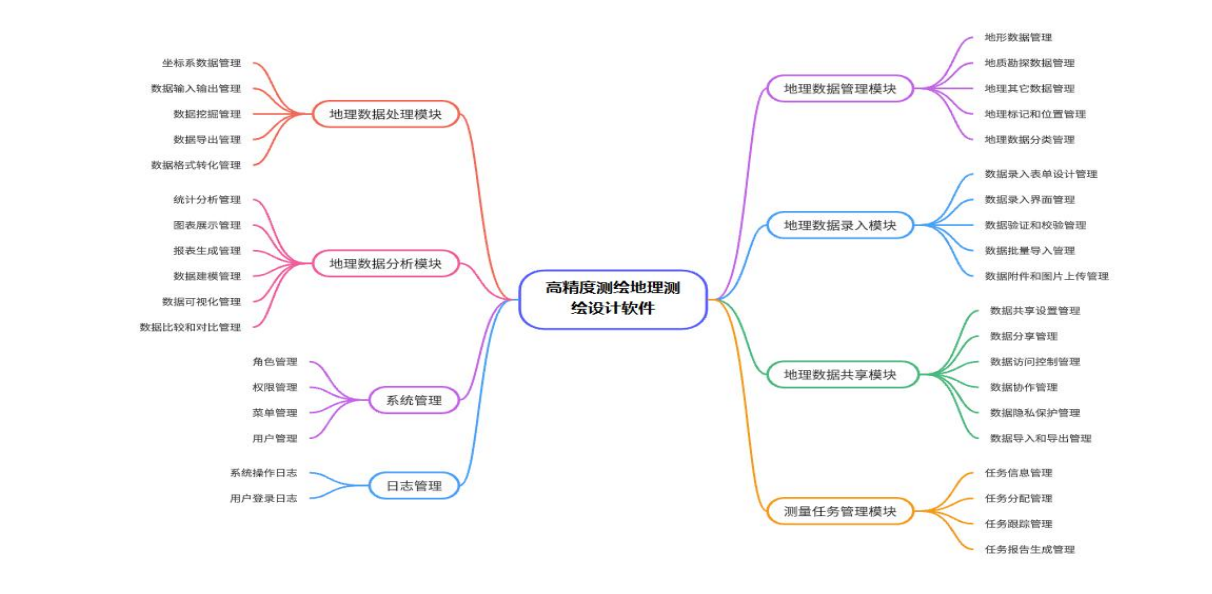 高精度测绘地理测
绘设计软件
地理数据管理模块
地形数据管理
地质勘探数据管理
地理其它数据管理
地理标记和位置管理
地理数据分类管理
地理数据录入模块
数据录入表单设计管理
数据录入界面管理
数据验证和校验管理
数据批量导入管理
数据附件和图片上传管理
地理数据共享模块
数据共享设置管理
数据分享管理
数据访问控制管理
数据协作管理
数据隐私保护管理
数据导入和导出管理
测量任务管理模块
任务信息管理
任务分配管理
任务跟踪管理
任务报告生成管理
地理数据处理模块
坐标系数据管理
数据输入输出管理
数据挖掘管理
数据导出管理
数据格式转化管理
地理数据分析模块
统计分析管理
图表展示管理
报表生成管理
数据建模管理
数据可视化管理
数据比较和对比管理
系统管理
角色管理
权限管理
菜单管理
用户管理
日志管理
系统操作日志
用户登录日志